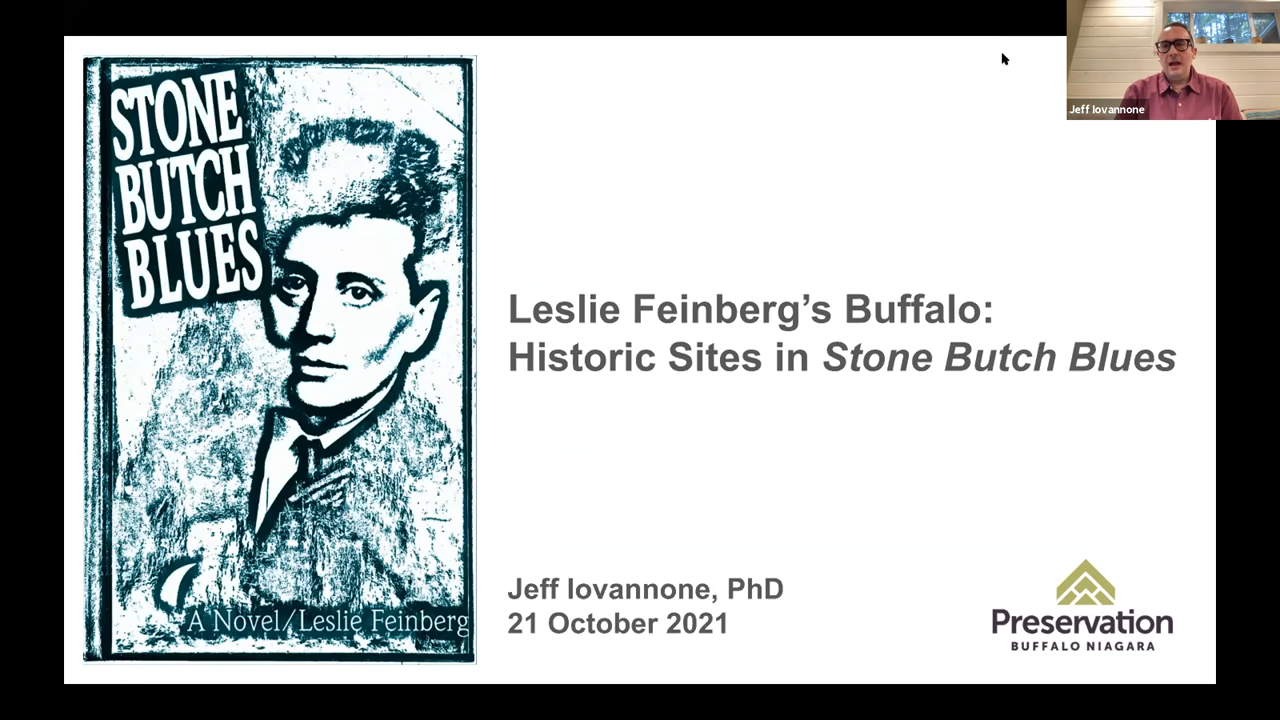 STONE
BUTCH
BLUES
A Novel/Leslie Feinberg
Leslie Feinberg’s Buffalo:
Historic Sites in Stone Butch Blues
Jeff Iovannone, PhD
21 October 2021
Preservation
BUFFALO NIAGARA
Jeff Iovannone